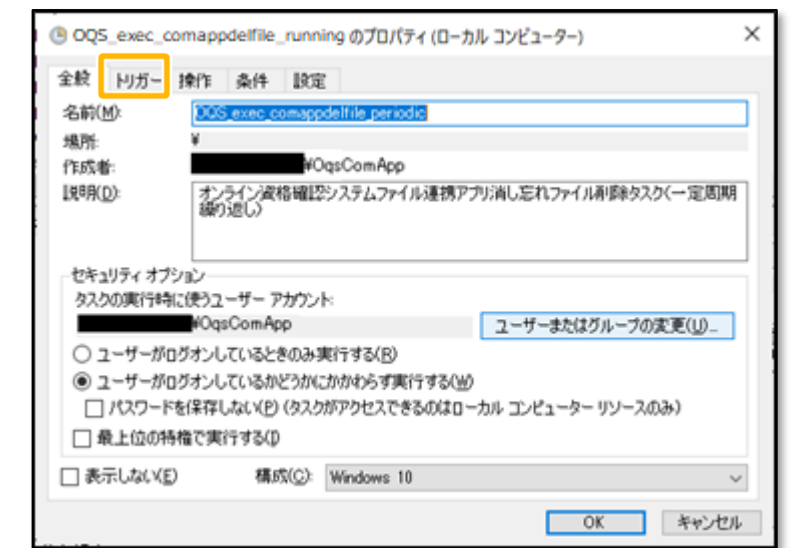 OQS_exec_comappdelfile_running のプロパティ (ローカル コンピューター)
全般 トリガー 操作 条件 設定
名前(M): OQS_exec_comappdelfile_periodic
場所: ¥
作成者: ¥OqsComApp
説明(D): オンライン資格確認システムファイル連携アプリ消し忘れファイル削除タスク(一定周期
繰り返し)
セキュリティ オプション
タスクの実行時に使うユーザー アカウント:
¥OqsComApp ユーザーまたはグループの変更(U)...
ユーザーがログオンしているときのみ実行する(R)
ユーザーがログオンしているかどうかにかかわらず実行する(W)
パスワードを保存しない(P) (タスクがアクセスできるのはローカル コンピューター リソースのみ)
最上位の特権で実行する(I)
表示しない(E) 構成(C): Windows 10
OK キャンセル